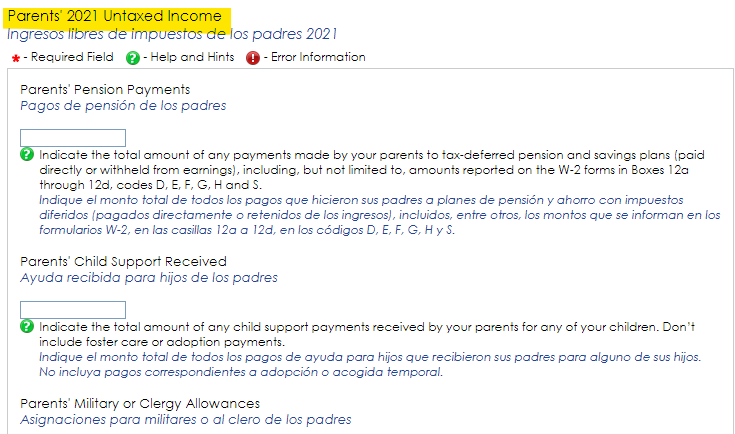 Parents' 2021 Untaxed Income
Ingresos libres de impuestos de los padres 2021
* - Required Field ? - Help and Hints ! - Error Information
Parents' Pension Payments
Pagos de pensión de los padres
? Indicate the total amount of any payments made by your parents to tax-deferred pension and savings plans (paid
directly or withheld from earnings), including, but not limited to, amounts reported on the W-2 forms in Boxes 12a
through 12d, codes D, E, F, G, H and S.
Indique el monto total de todos los pagos que hicieron sus padres a planes de pensión y ahorro con impuestos
diferidos (pagados directamente o retenidos de los ingresos), incluidos, entre otros, los montos que se informan en los
formularios W-2, en las casillas 12a a 12d, en los códigos D, E, F, G, H y S.
Parents' Child Support Received
Ayuda recibida para hijos de los padres
? Indicate the total amount of any child support payments received by your parents for any of your children. Don't
include foster care or adoption payments.
Indique el monto total de todos los pagos de ayuda para hijos que recibieron sus padres para alguno de sus hijos.
No incluya pagos correspondientes a adopción o acogida temporal.
Parents' Military or Clergy Allowances
Asignaciones para militares o al clero de los padres